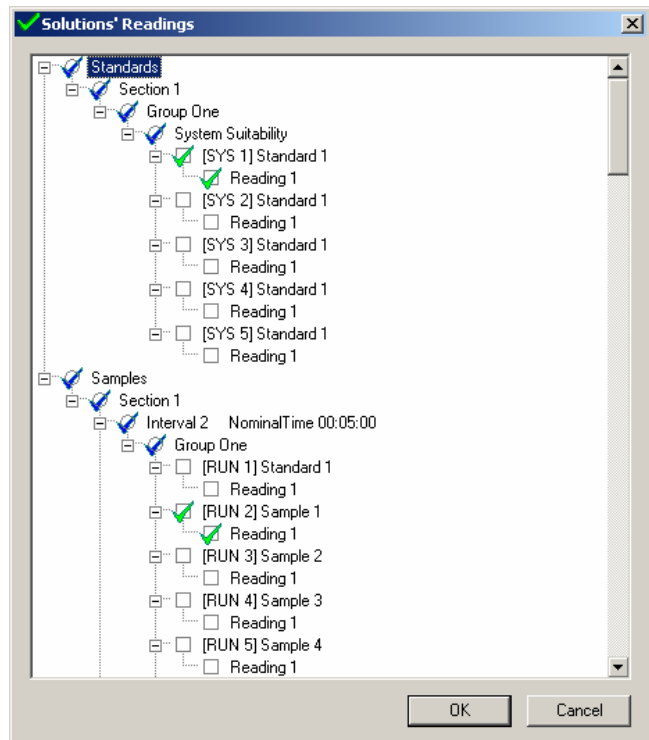 Solutions' Readings
Standards
Section 1
Group One
System Suitability
[SYS 1] Standard 1
Reading 1
[SYS 2] Standard 1
Reading 1
[SYS 3] Standard 1
Reading 1
[SYS 4] Standard 1
Reading 1
[SYS 5] Standard 1
Reading 1
Samples
Section 1
Interval 2 NominalTime 00:05:00
Group One
[RUN 1] Standard 1
Reading 1
[RUN 2] Sample 1
Reading 1
[RUN 3] Sample 2
Reading 1
[RUN 4] Sample 3
Reading 1
[RUN 5] Sample 4
Reading 1
OK Cancel